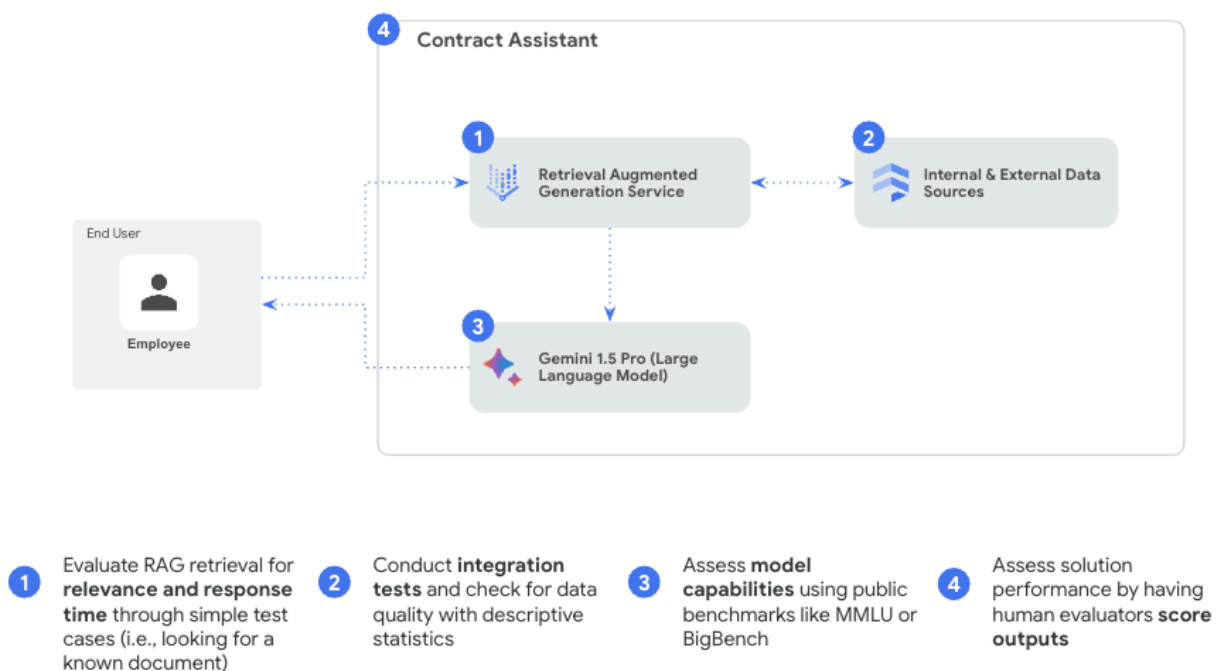 4
Contract Assistant
1
Retrieval Augmented
Generation Service
2
Internal & External Data
Sources
End User
Employee
3
Gemini 1.5 Pro (Large
Language Model)
1
Evaluate RAG retrieval for
relevance and response
time through simple test
cases (i.e., looking for a
known document)
2
Conduct integration
tests and check for data
quality with descriptive
statistics
3
Assess model
capabilities using public
benchmarks like MMLU or
BigBench
4
Assess solution
performance by having
human evaluators score
outputs